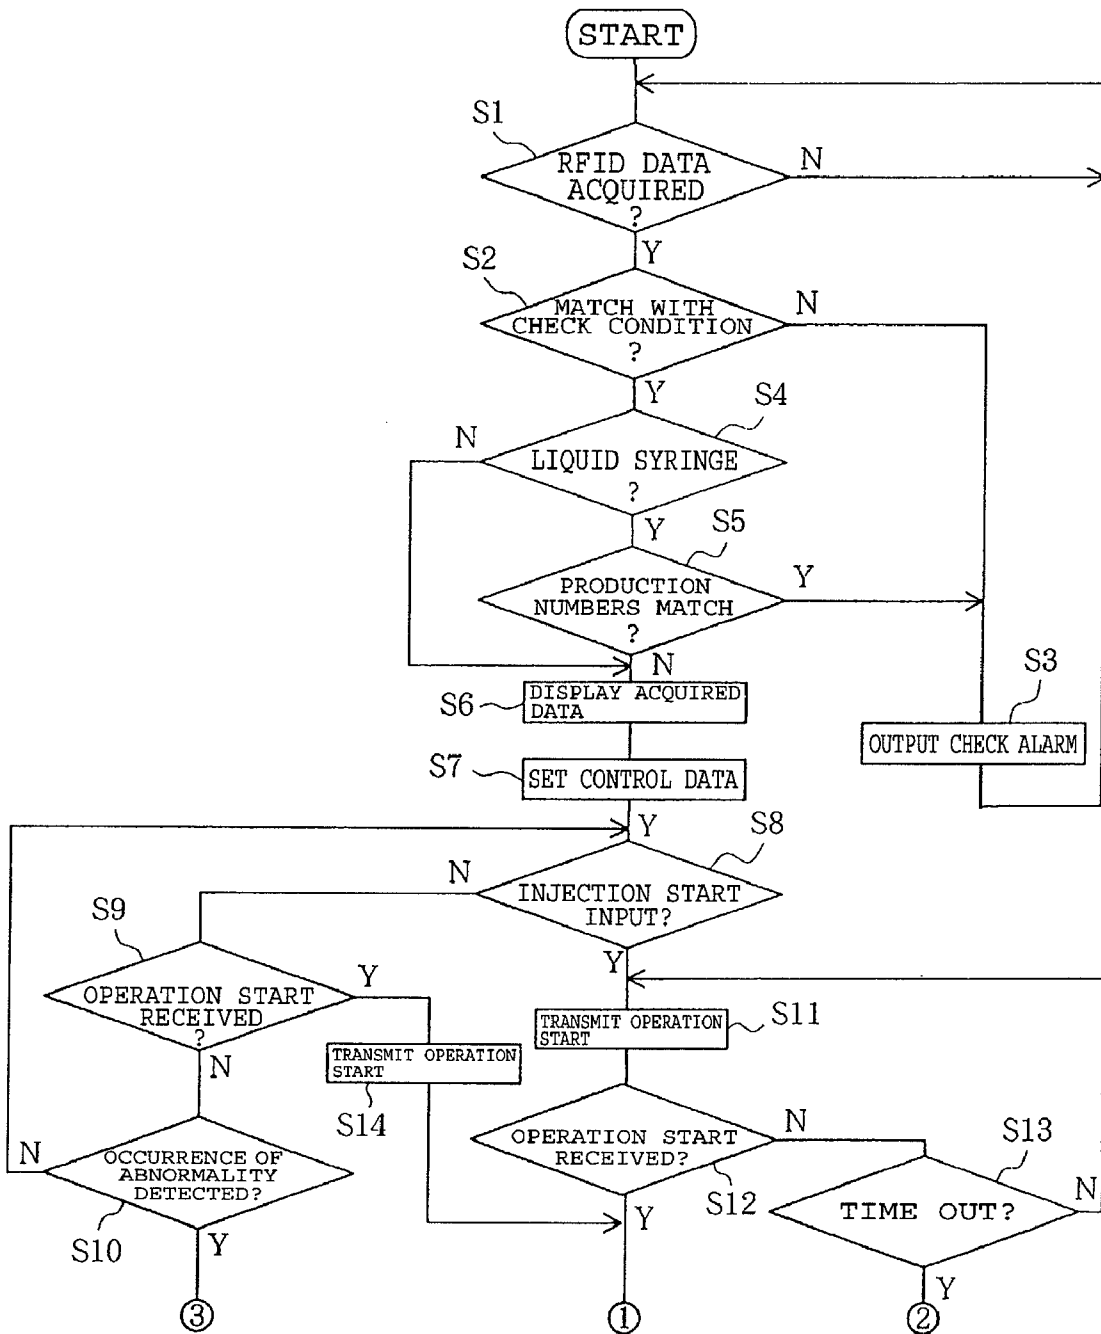 START
S1
RFID DATA
ACQUIRED
?
N
Y
S2
MATCH WITH
CHECK CONDITION
?
N
Y
S4
N
LIQUID SYRINGE
?
Y
S5
PRODUCTION
NUMBERS MATCH
?
Y
N
S3
OUTPUT CHECK ALARM
S6
DISPLAY ACQUIRED
DATA
S7
SET CONTROL DATA
Y
S8
N
INJECTION START
INPUT?
Y
S9
OPERATION START
RECEIVED
?
Y
N
S11
TRANSMIT OPERATION
START
TRANSMIT OPERATION
START
S14
N
OCCURRENCE OF
ABNORMALITY
DETECTED?
S10
Y
OPERATION START
RECEIVED?
N
S12
Y
S13
TIME OUT?
N
Y
③
①
②